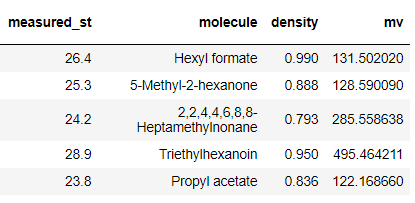 measured_st molecule density mv
26.4 Hexyl formate 0.990 131.502020
25.3 5-Methyl-2-hexanone 0.888 128.590090
24.2 2,2,4,4,6,8,8-
Heptamethylnonane 0.793 285.558638
28.9 Triethylhexanoin 0.950 495.464211
23.8 Propyl acetate 0.836 122.168660